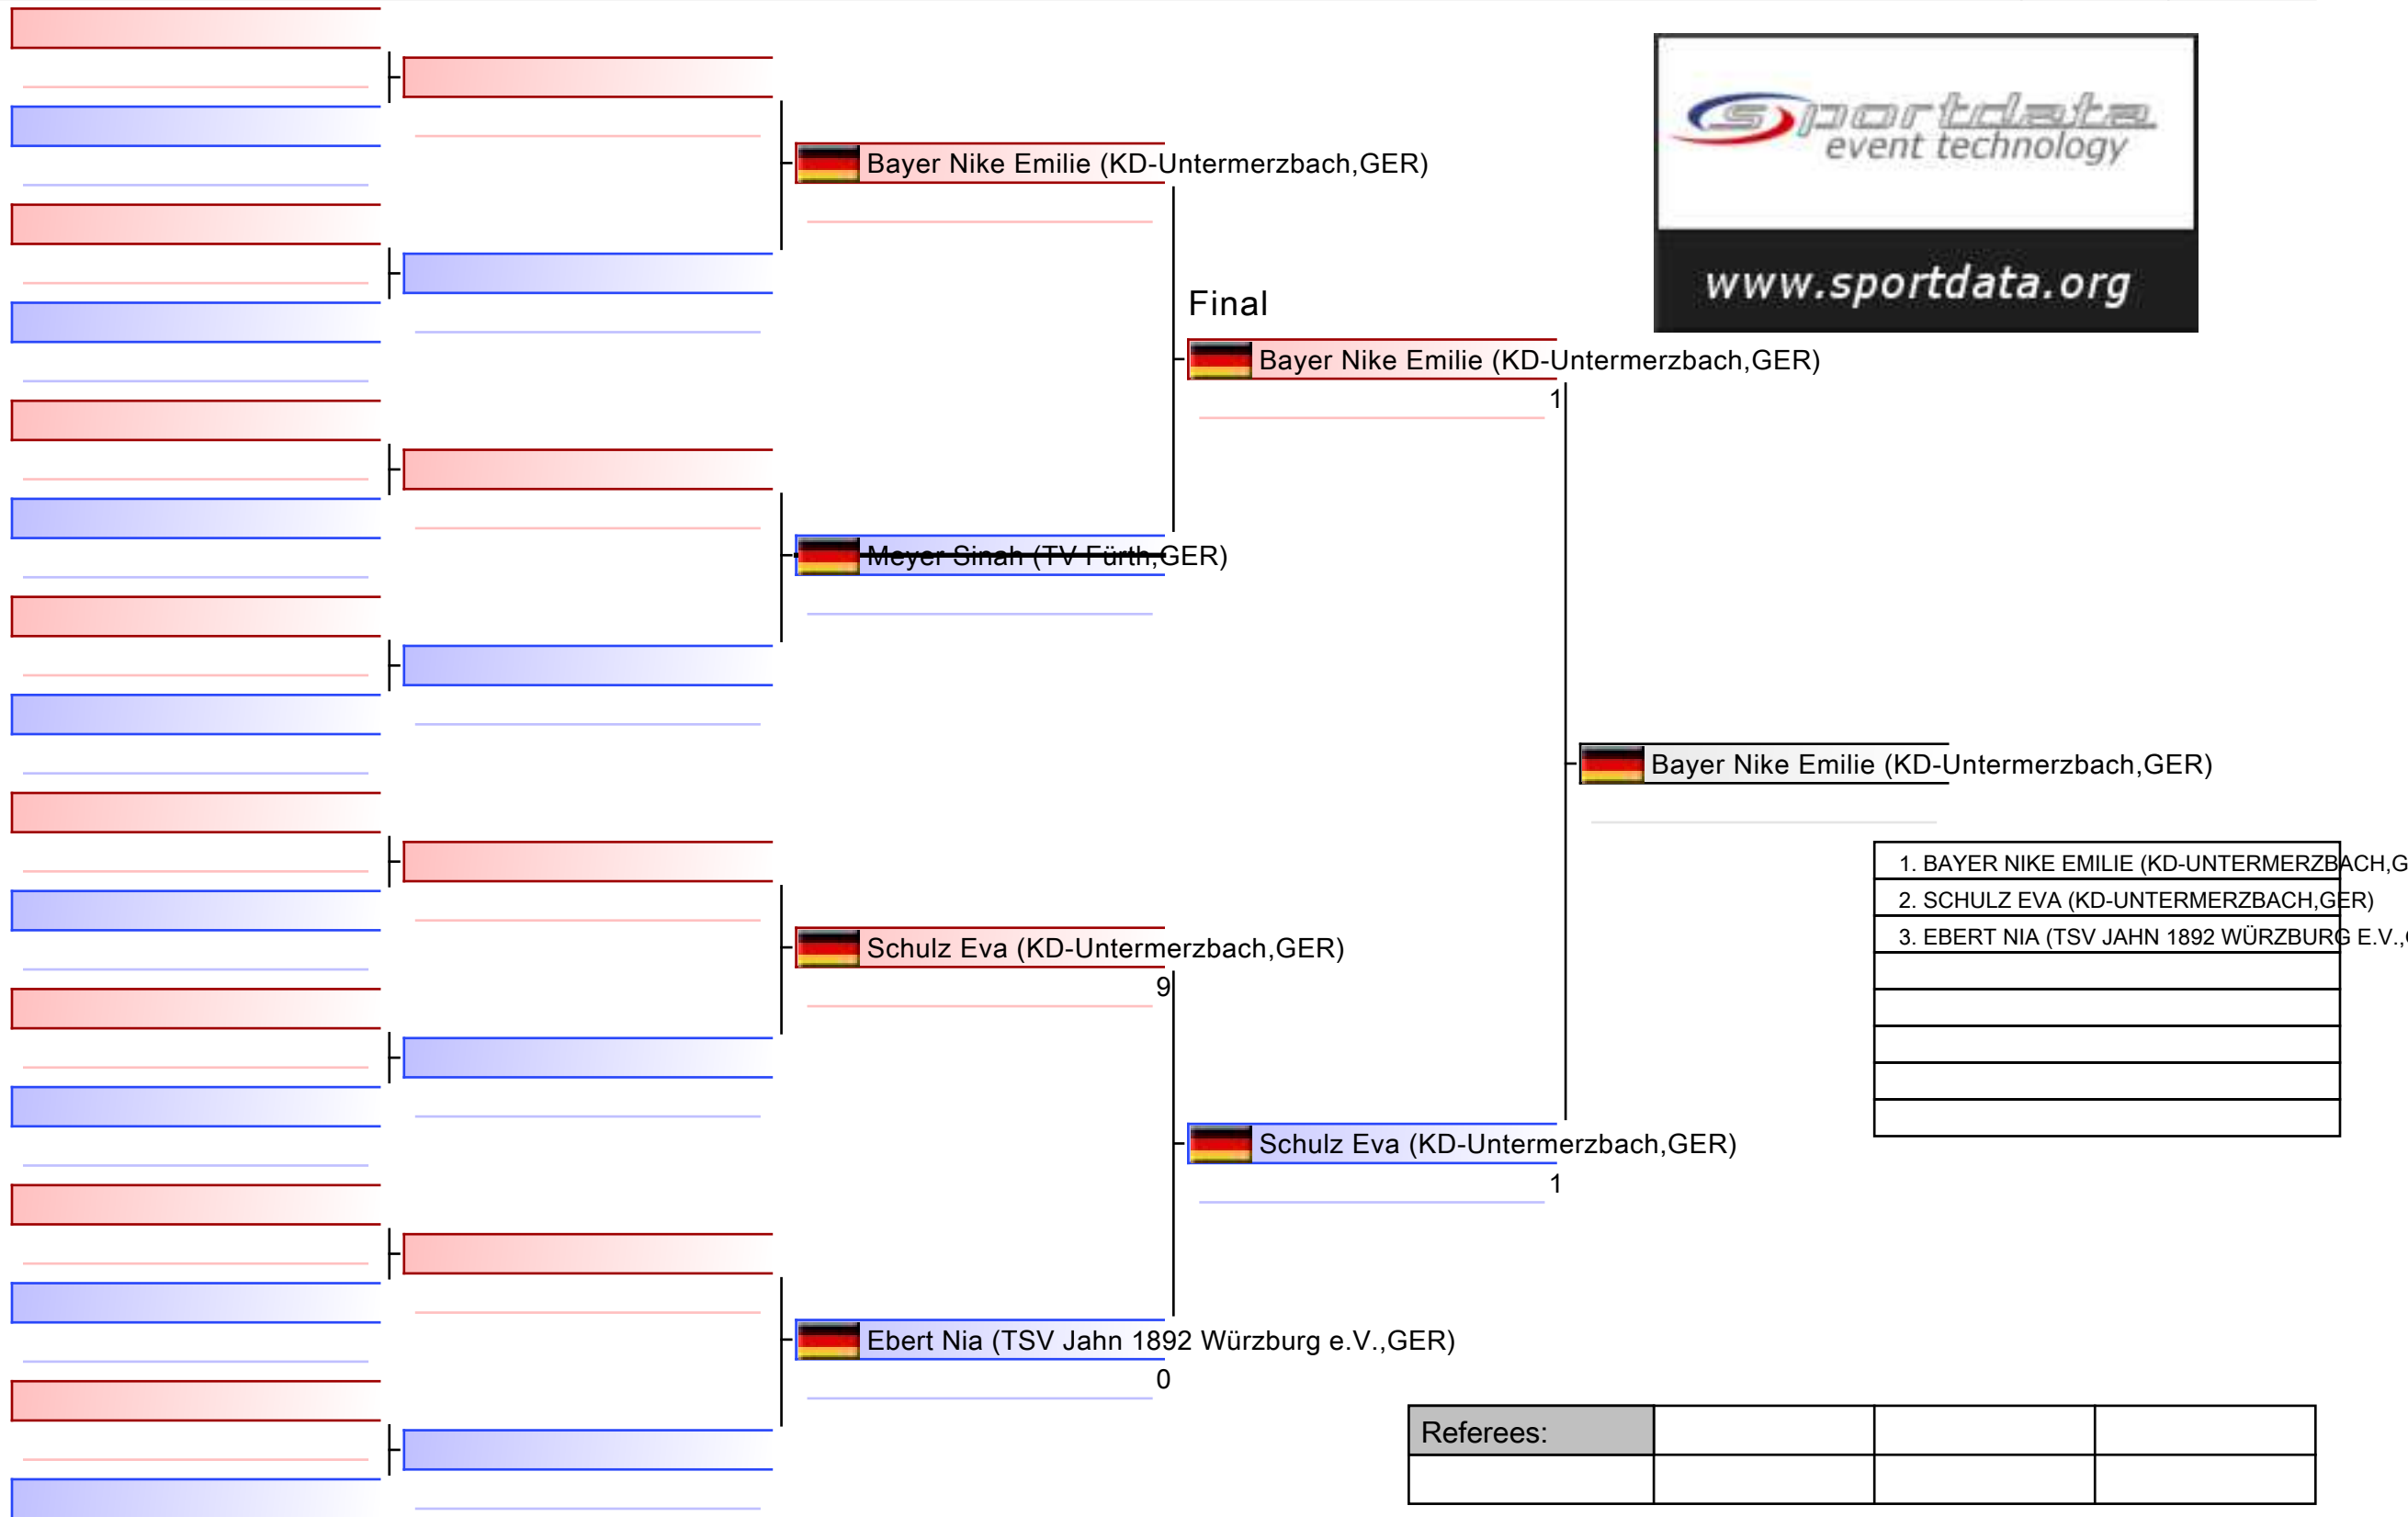 sportdata
event technology
www.sportdata.org
Bayer Nike Emilie (KD-Untermerzbach,GER)
Final
Bayer Nike Emilie (KD-Untermerzbach,GER)
1
Meyer Sinah (TV Fürth,GER)
Bayer Nike Emilie (KD-Untermerzbach,GER)
1. BAYER NIKE EMILIE (KD-UNTERMERZBACH,G
2. SCHULZ EVA (KD-UNTERMERZBACH,GER)
3. EBERT NIA (TSV JAHN 1892 WÜRZBURG E.V.,
Schulz Eva (KD-Untermerzbach,GER)
9
Schulz Eva (KD-Untermerzbach,GER)
1
Ebert Nia (TSV Jahn 1892 Würzburg e.V.,GER)
0
Referees: